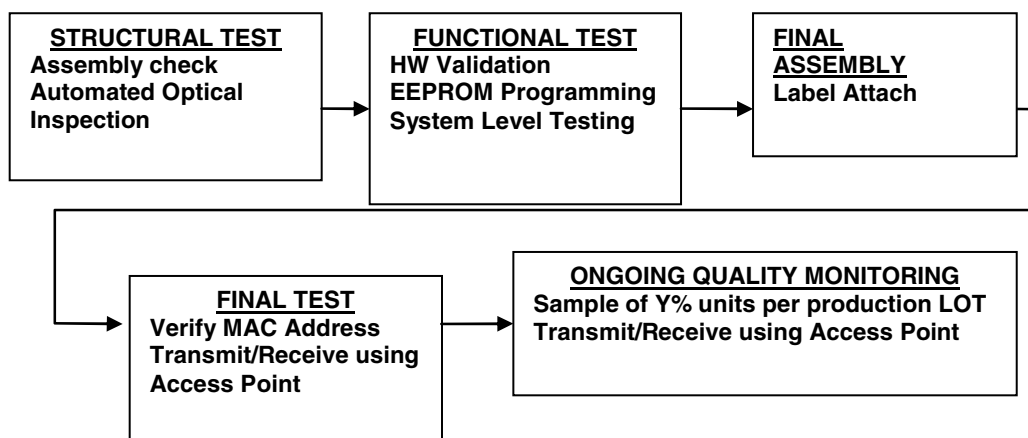 STRUCTURAL TEST
Assembly check
Automated Optical
Inspection
FUNCTIONAL TEST
HW Validation
EEPROM Programming
System Level Testing
FINAL
ASSEMBLY
Label Attach
FINAL TEST
Verify MAC Address
Transmit/Receive using
Access Point
ONGOING QUALITY MONITORING
Sample of Y% units per production LOT
Transmit/Receive using Access Point